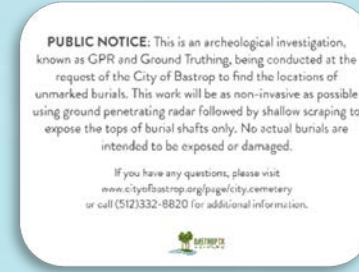 PUBLIC NOTICE: This is an archeological investigation,
known as GPR and Ground Truthing, being conducted at the
request of the City of Bastrop to find the locations of
unmarked burials. This work will be as non-invasive as possible
using ground penetrating radar followed by shallow scraping to
expose the tops of burial shafts only. No actual burials are
intended to be exposed or damaged.
If you have any questions, please visit
www.cityofbastrop.org/page/city.cemetery
or call (512)332-8820 for additional information.
BASTROP TX